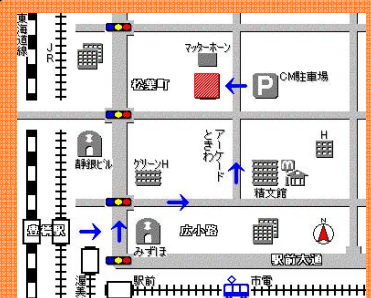 東海道線
JR
マッターホーン
松葉町
P
CM駐車場
静銀ビル
グリーンH
アーケード
ときわ
H
m
精文館
豊橋駅
みずほ
広小路
N
駅前大通
渥美
駅前
市電